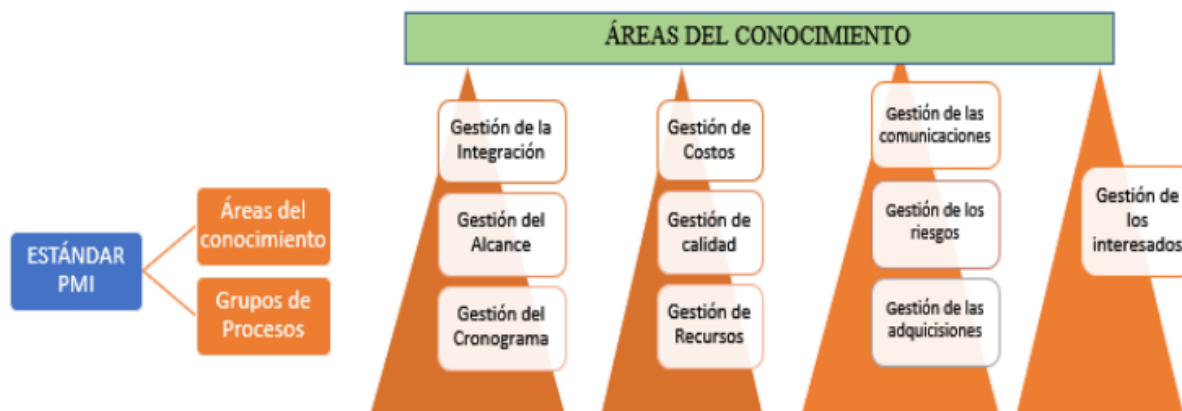 ÁREAS DEL CONOCIMIENTO
ESTÁNDAR
PMI
Áreas del
conocimiento
Grupos de
Procesos
Gestión de la
Integración
Gestión del
Alcance
Gestión del
Cronograma
Gestión de
Costos
Gestión de
calidad
Gestión de
Recursos
Gestión de las
comunicaciones
Gestión de los
riesgos
Gestión de las
adquicisiones
Gestión de
los
interesados